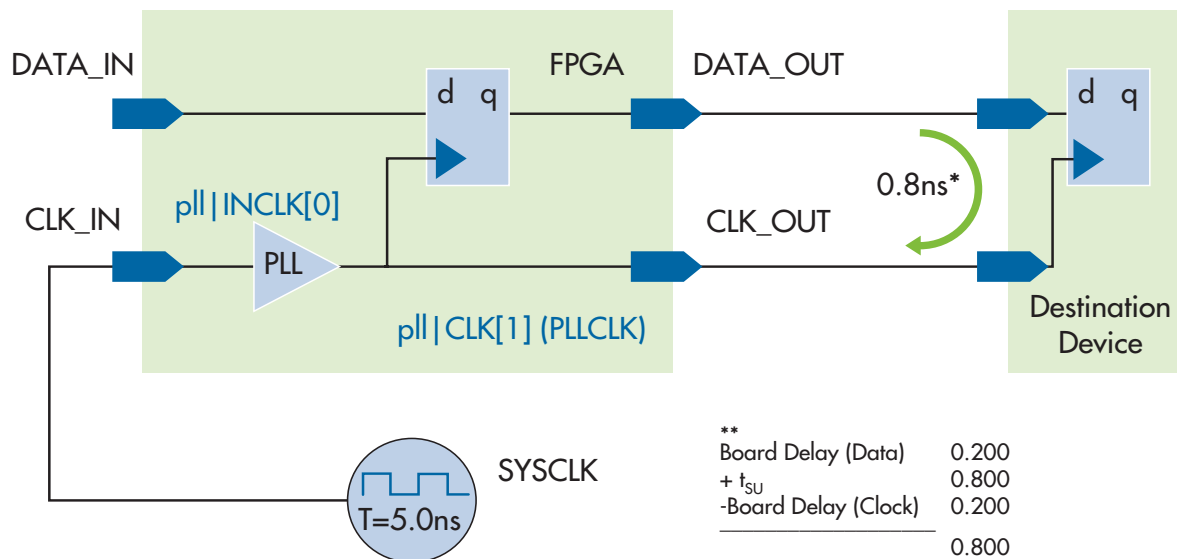 DATA_IN
FPGA
DATA_OUT
d q
d q
0.8ns*
pll|INCLK[0]
CLK_IN
CLK_OUT
PLL
pll|CLK[1] (PLLCLK)
Destination
Device
SYSCLK
T=5.0ns
**
Board Delay (Data) 0.200
+ tSU 0.800
-Board Delay (Clock) 0.200
0.800